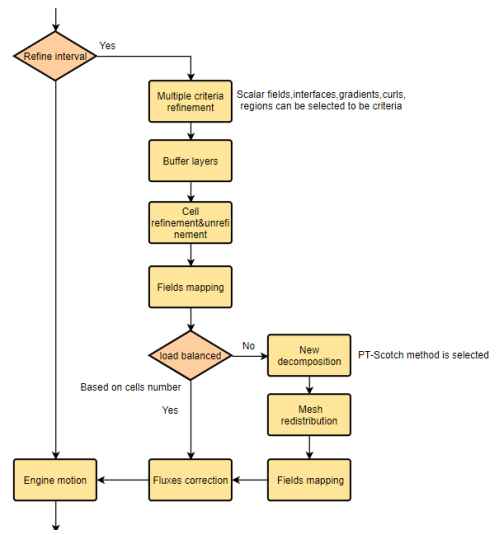 Yes
Refine interval
Multiple criteria
refinement
Scalar fields,interfaces,gradients,curls,
regions can be selected to be criteria
Buffer layers
Cell
refinement&unrefi
nement
Fields mapping
load balanced
No
New
decomposition
PT-Scotch method is selected
Based on cells number
Yes
Mesh
redistribution
Engine motion
Fluxes correction
Fields mapping